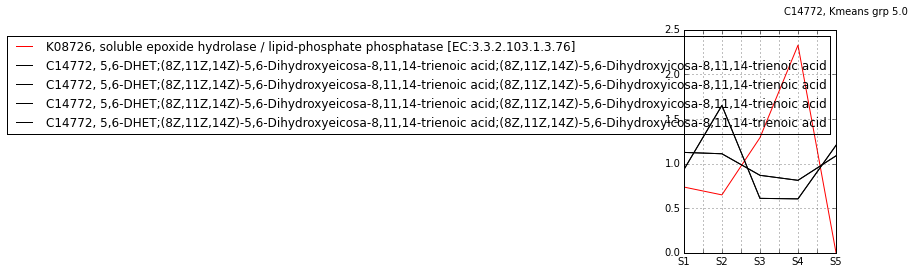 C14772, Kmeans grp 5.0
K08726, soluble epoxide hydrolase / lipid-phosphate phosphatase [EC:3.3.2.103.1.3.76]
C14772, 5,6-DHET;(8Z,11Z,14Z)-5,6-Dihydroxyeicosa-8,11,14-trienoic acid;(8Z,11Z,14Z)-5,6-Dihydroxyicosa-8,11,14-trienoic acid
C14772, 5,6-DHET;(8Z,11Z,14Z)-5,6-Dihydroxyeicosa-8,11,14-trienoic acid;(8Z,11Z,14Z)-5,6-Dihydroxyicosa-8,11,14-trienoic acid
C14772, 5,6-DHET;(8Z,11Z,14Z)-5,6-Dihydroxyeicosa-8,11,14-trienoic acid;(8Z,11Z,14Z)-5,6-Dihydroxyicosa-8,11,14-trienoic acid
C14772, 5,6-DHET;(8Z,11Z,14Z)-5,6-Dihydroxyeicosa-8,11,14-trienoic acid;(8Z,11Z,14Z)-5,6-Dihydroxyicosa-8,11,14-trienoic acid
2.5
2.0
1.5
1.0
0.5
0.0
S1 S2 S3 S4 S5